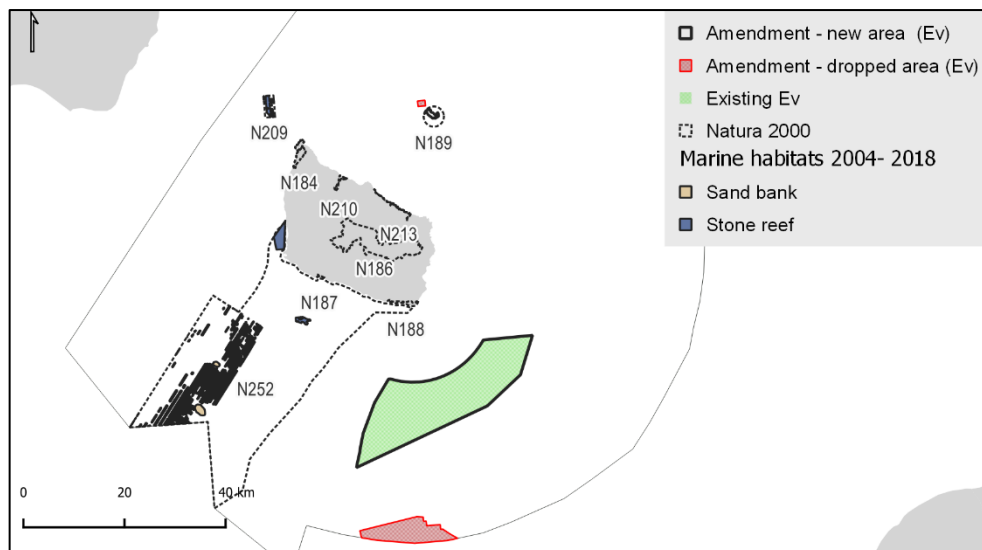 Amendment - new area (Ev)
Amendment - dropped area (Ev)
Existing Ev
Natura 2000
Marine habitats 2004- 2018
Sand bank
Stone reef
N209
N189
N184
N210
N213
N186
N187
N188
N252
0 20 40 km